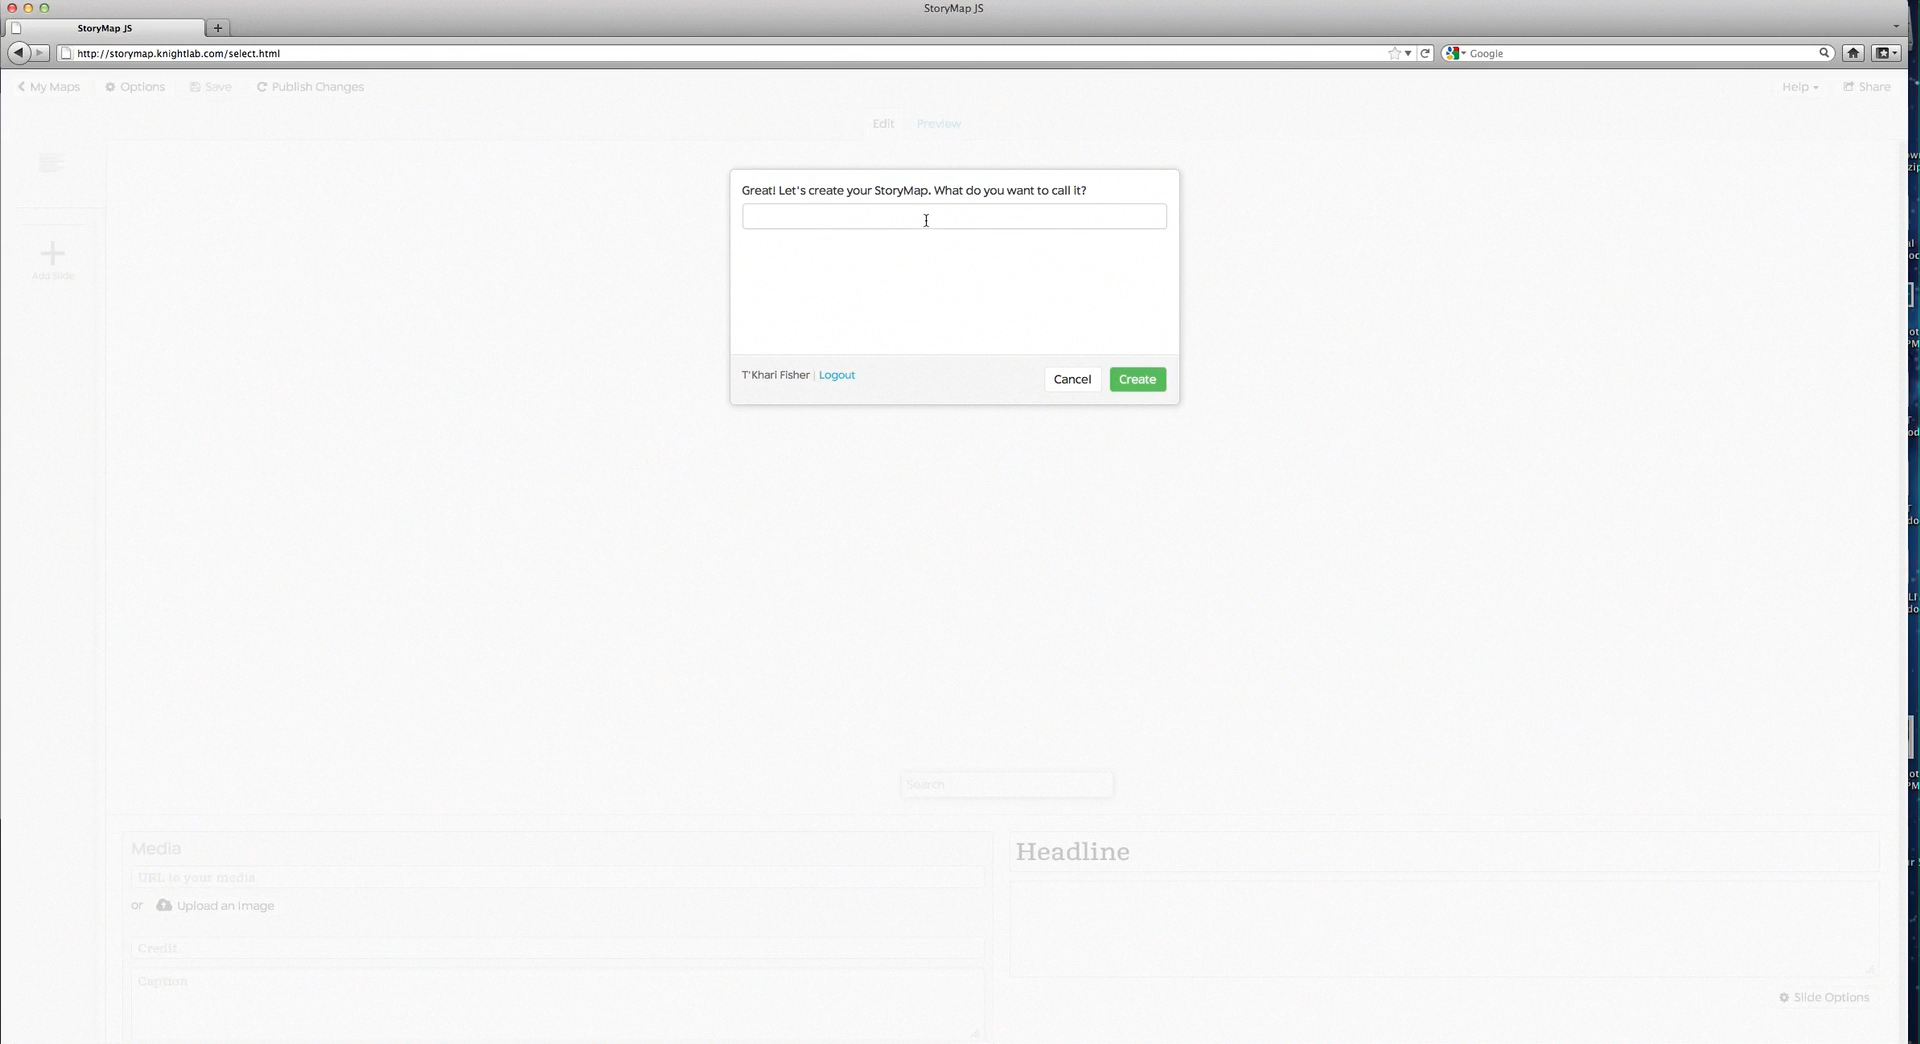 StoryMap JS
StoryMap JS
+
http://storymap.knightlab.com/select.html
Google
My Maps
Options
Save
Publish Changes
Help
Share
Edit
Preview
Great! Let's create your StoryMap. What do you want to call it?
Add Slide
T'Khari Fisher | Logout
Cancel
Create
Search
Media
URL to your media
or
Upload an Image
Credit
Caption
Headline
Slide Options